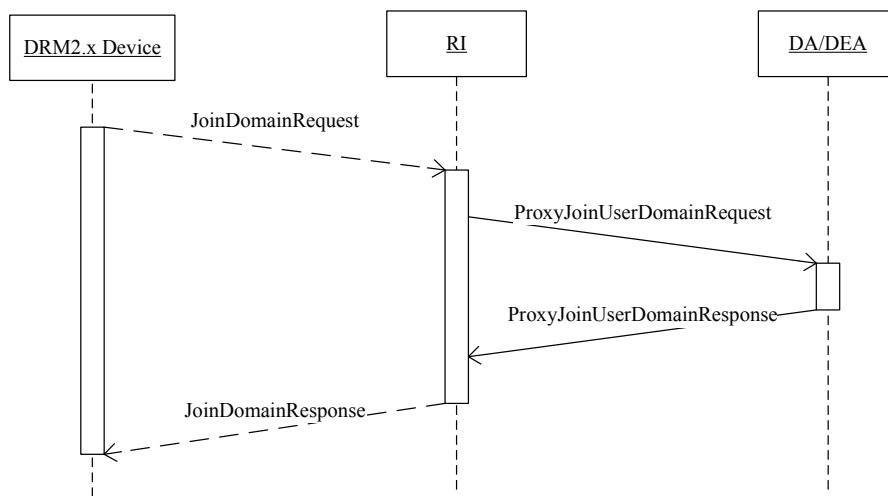 DRM2.x Device
RI
DA/DEA
JoinDomainRequest
ProxyJoinUserDomainRequest
ProxyJoinUserDomainResponse
JoinDomainResponse